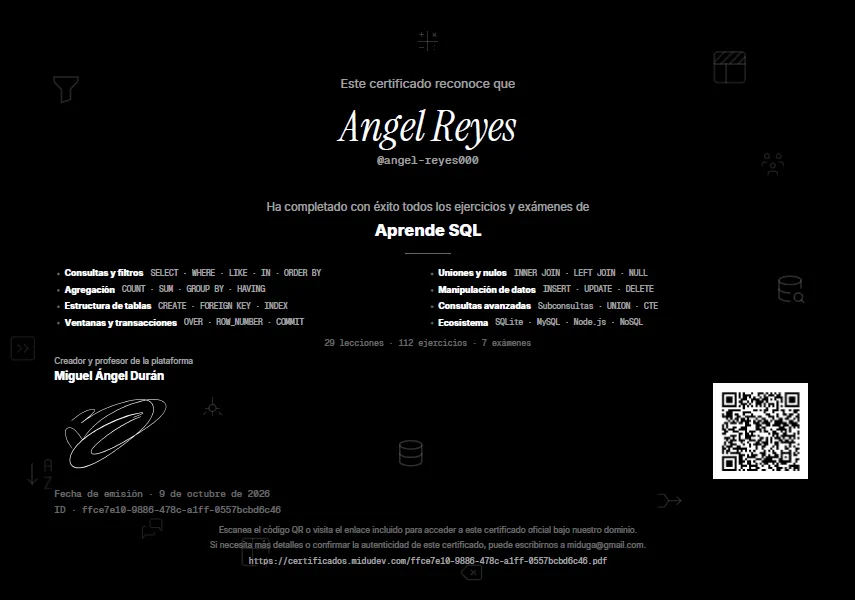 Este certificado reconoce que
Angel Reyes
@angel-reyes000
Ha completado con éxito todos los ejercicios y exámenes de
Aprende SQL
• Consultas y filtros SELECT · WHERE · LIKE · IN · ORDER BY
• Agregación COUNT · SUM · GROUP BY · HAVING
• Estructura de tablas CREATE · FOREIGN KEY · INDEX
• Ventanas y transacciones OVER · ROW_NUMBER · COMMIT
• Uniones y nulos INNER JOIN · LEFT JOIN · NULL
• Manipulación de datos INSERT · UPDATE · DELETE
• Consultas avanzadas Subconsultas · UNION · CTE
• Ecosistema SQLite · MySQL · Node.js · NoSQL
29 lecciones · 112 ejercicios · 7 exámenes
Creador y profesor de la plataforma
Miguel Ángel Durán
A
Z
Fecha de emisión · 9 de octubre de 2026
ID · ffce7e10-9886-478c-a1ff-0557bcbd6c46
Escanea el código QR o visita el enlace incluido para acceder a este certificado oficial bajo nuestro dominio.
Si necesita más detalles o confirmar la autenticidad de este certificado, puede escribirnos a miduga@gmail.com.
https://certificados.midudev.com/ffce7e10-9886-478c-a1ff-0557bcbd6c46.pdf